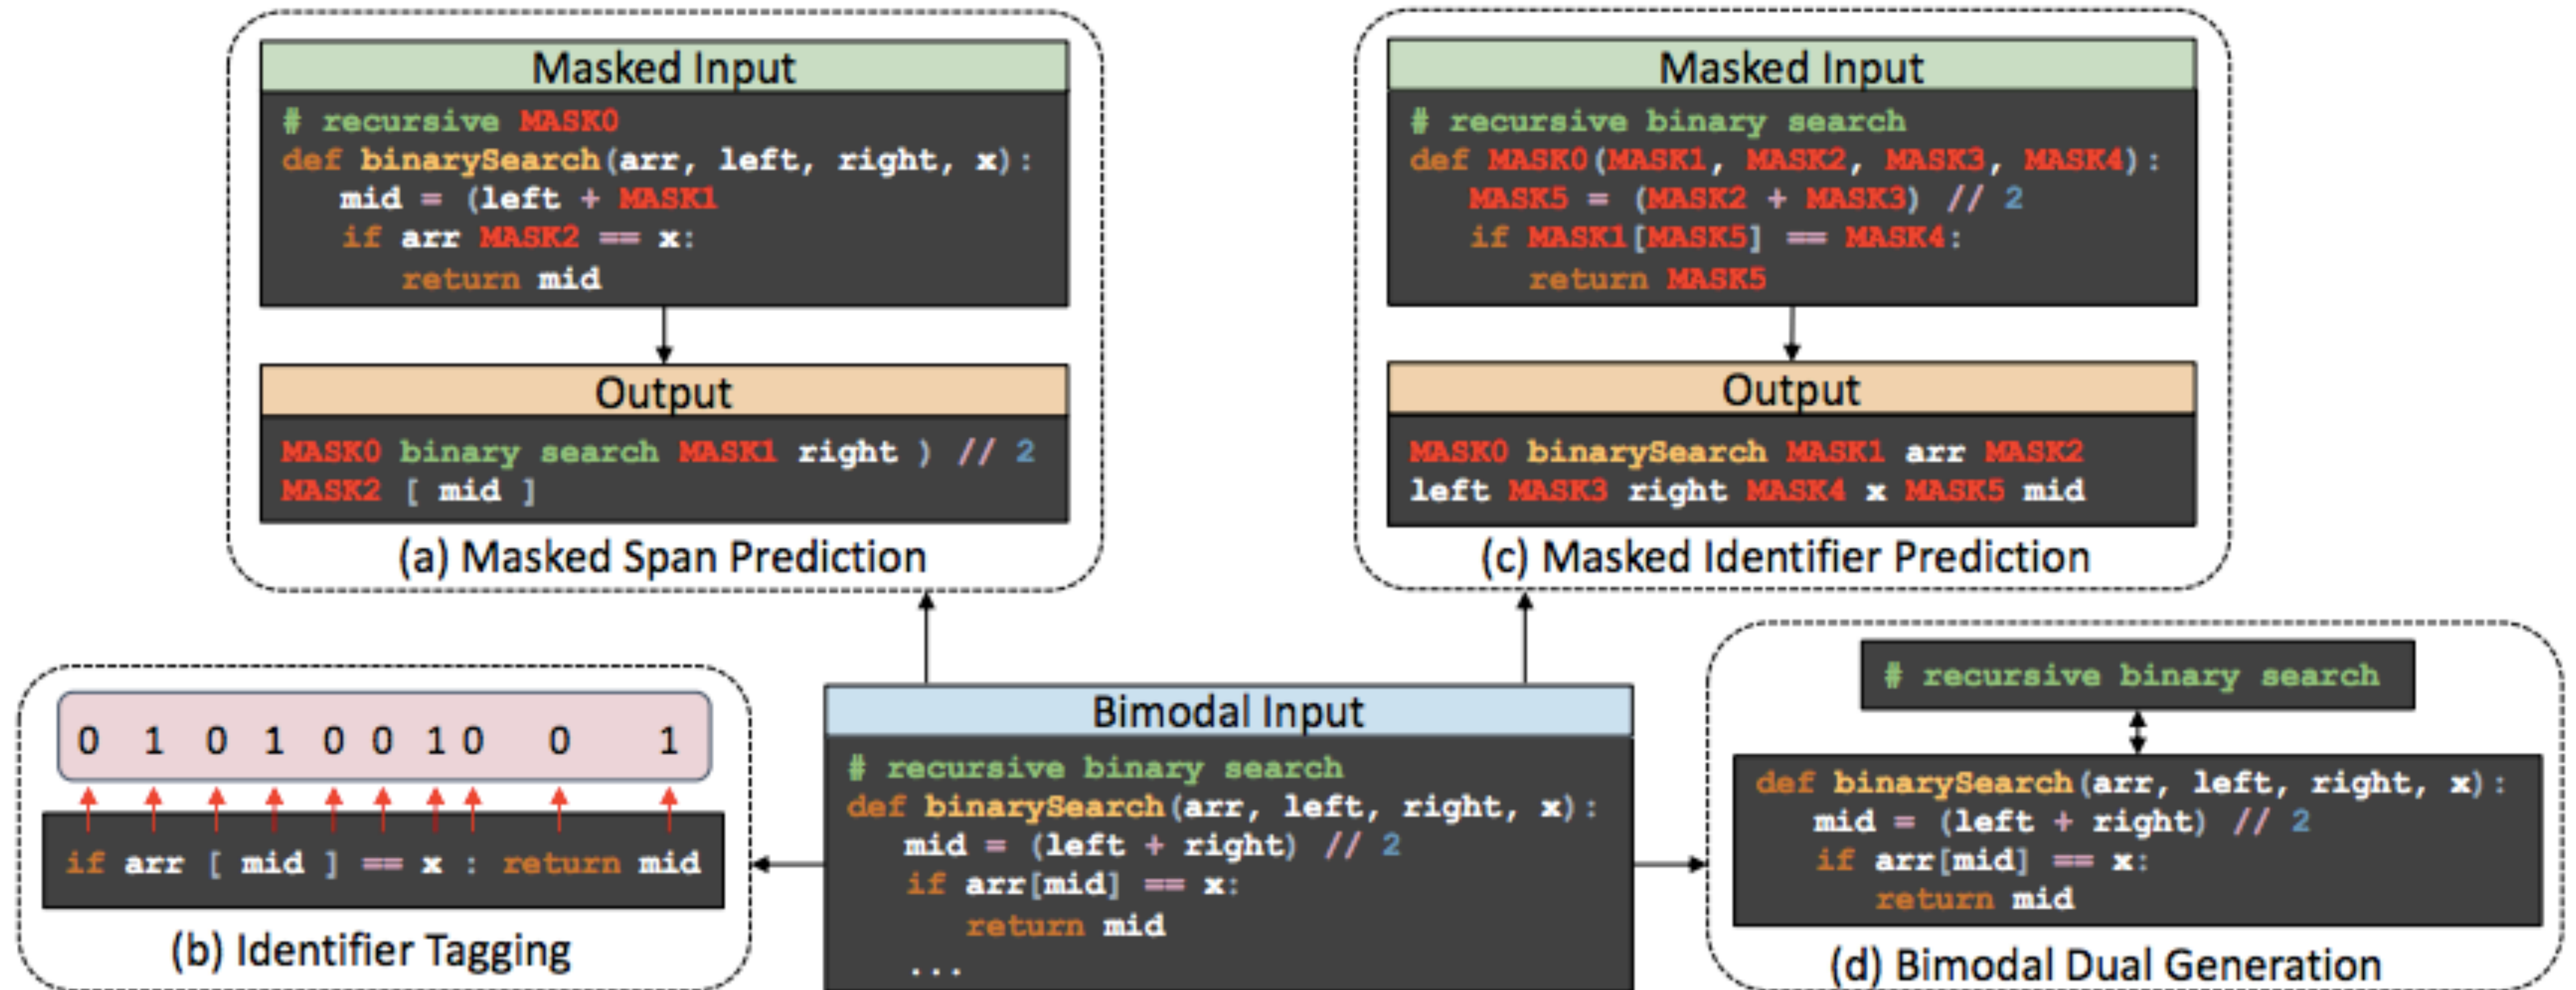 Masked Input
# recursive MASK0
def binarySearch(arr, left, right, x):
mid = (left + MASK1
if arr MASK2 == x:
return mid
Output
MASK0 binary search MASK1 right ) // 2
MASK2 [ mid ]
(a) Masked Span Prediction
Masked Input
# recursive binary search
def MASK0(MASK1, MASK2, MASK3, MASK4):
MASK5 = (MASK2 + MASK3) // 2
if MASK1[MASK5] == MASK4:
return MASK5
Output
MASK0 binarySearch MASK1 arr MASK2
left MASK3 right MASK4 x MASK5 mid
(c) Masked Identifier Prediction
0 1 0 1 0 0 1 0 0 1
if arr [ mid ] == x : return mid
(b) Identifier Tagging
Bimodal Input
# recursive binary search
def binarySearch(arr, left, right, x):
mid = (left + right) // 2
if arr[mid] == x:
return mid
...
# recursive binary search
def binarySearch(arr, left, right, x):
mid = (left + right) // 2
if arr[mid] == x:
return mid
(d) Bimodal Dual Generation